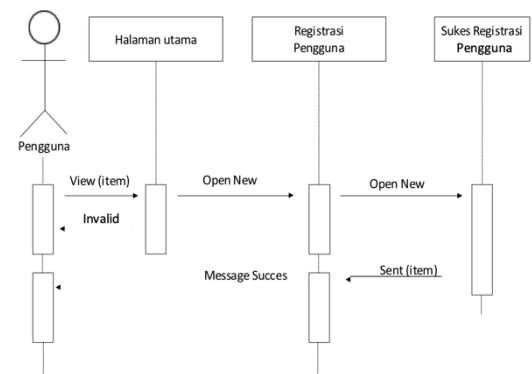 Halaman utama
Registrasi
Pengguna
Sukes Registrasi
Pengguna
Pengguna
View (item)
Open New
Open New
Invalid
Message Succes
Sent (item)